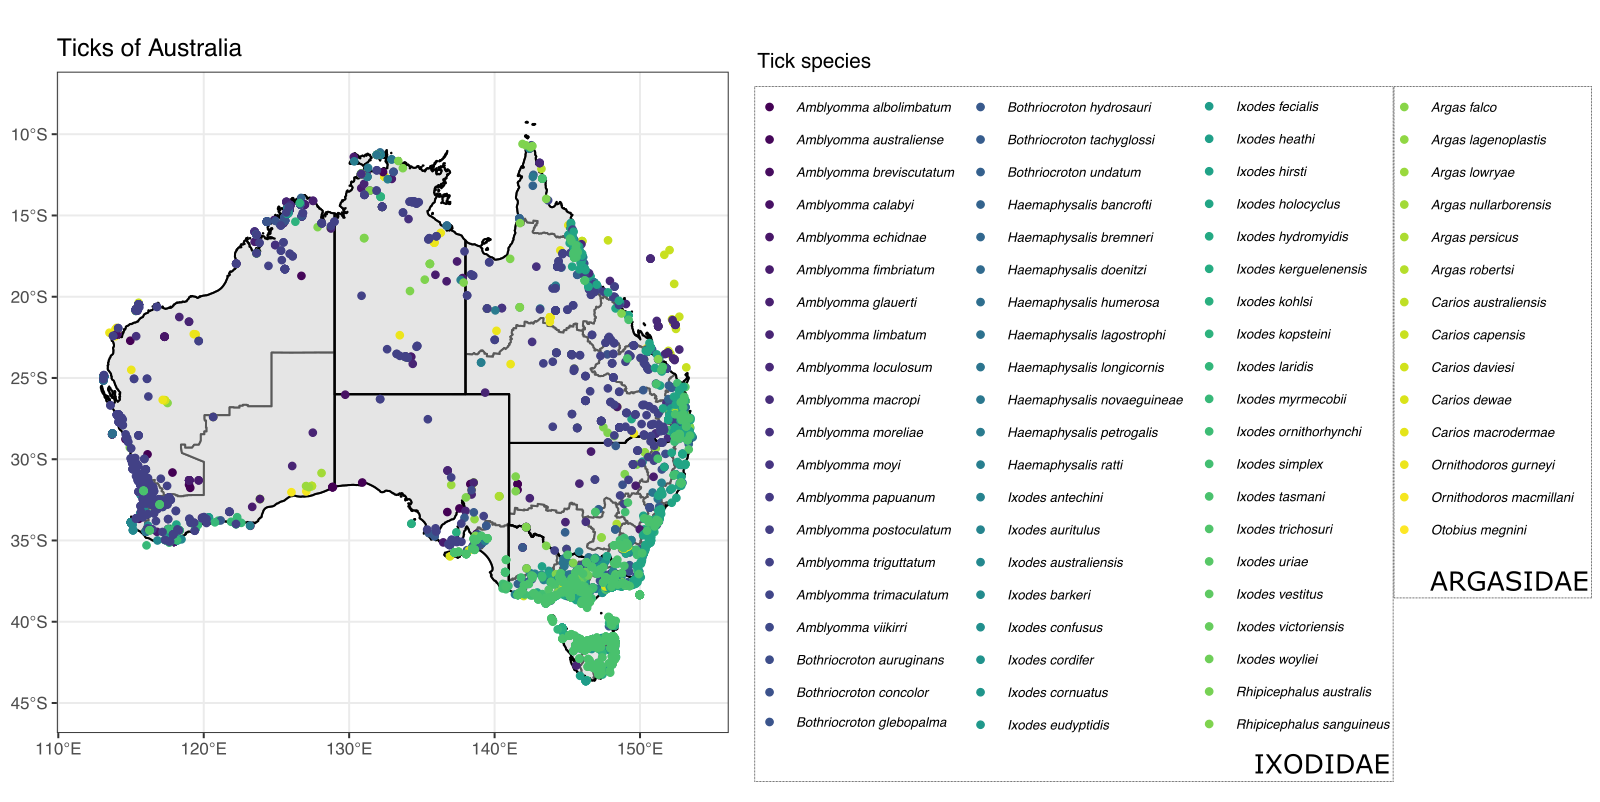 Ticks of Australia
10°S
15°S
20°S
25°S
30°S
35°S
40°S
45°S
110°E
120°E
130°E
140°E
150°E
Tick species
Amblyomma albolimbatum
Amblyomma australiense
Amblyomma breviscutatum
Amblyomma calabyi
Amblyomma echidnae
Amblyomma fimbriatum
Amblyomma glauerti
Amblyomma limbatum
Amblyomma loculosum
Amblyomma macropi
Amblyomma moreliae
Amblyomma moyi
Amblyomma papuanum
Amblyomma postoculatum
Amblyomma triguttatum
Amblyomma trimaculatum
Amblyomma viikirri
Bothriocroton auruginans
Bothriocroton concolor
Bothriocroton glebopalma
Bothriocroton hydrosauri
Bothriocroton tachyglossi
Bothriocroton undatum
Haemaphysalis bancrofti
Haemaphysalis bremneri
Haemaphysalis doenitzi
Haemaphysalis humerosa
Haemaphysalis lagostrophi
Haemaphysalis longicornis
Haemaphysalis novaeguineae
Haemaphysalis petrogalis
Haemaphysalis ratti
Ixodes antechini
Ixodes auritulus
Ixodes australiensis
Ixodes barkeri
Ixodes confusus
Ixodes cordifer
Ixodes cornuatus
Ixodes eudyptidis
Ixodes fecialis
Ixodes heathi
Ixodes hirsti
Ixodes holocyclus
Ixodes hydromyidis
Ixodes kerguelenensis
Ixodes kohlsi
Ixodes kopsteini
Ixodes laridis
Ixodes myrmecobii
Ixodes ornithorhynchi
Ixodes simplex
Ixodes tasmani
Ixodes trichosuri
Ixodes uriae
Ixodes vestitus
Ixodes victoriensis
Ixodes woyliei
Rhipicephalus australis
Rhipicephalus sanguineus
IXODIDAE
Argas falco
Argas lagenoplastis
Argas lowryae
Argas nullarborensis
Argas persicus
Argas robertsi
Carios australiensis
Carios capensis
Carios daviesi
Carios dewae
Carios macrodermae
Ornithodoros gurneyi
Ornithodoros macmillani
Otobius megnini
ARGASIDAE